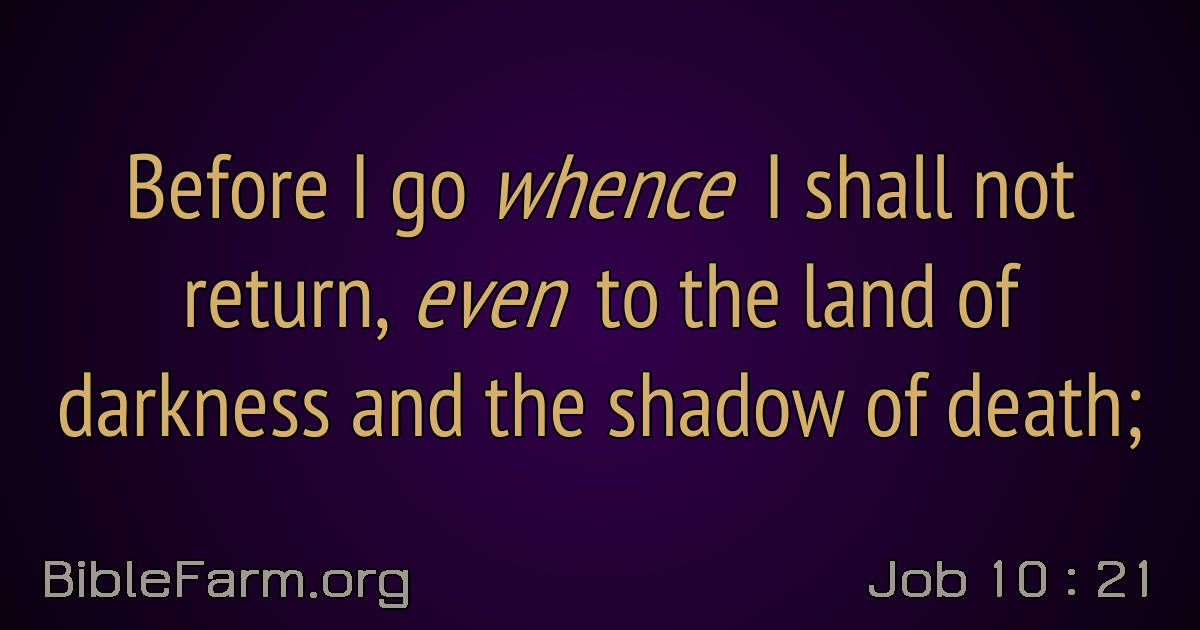 Before I go whence I shall not
return, even to the land of
darkness and the shadow of death;
BibleFarm.org
Job 10 : 21